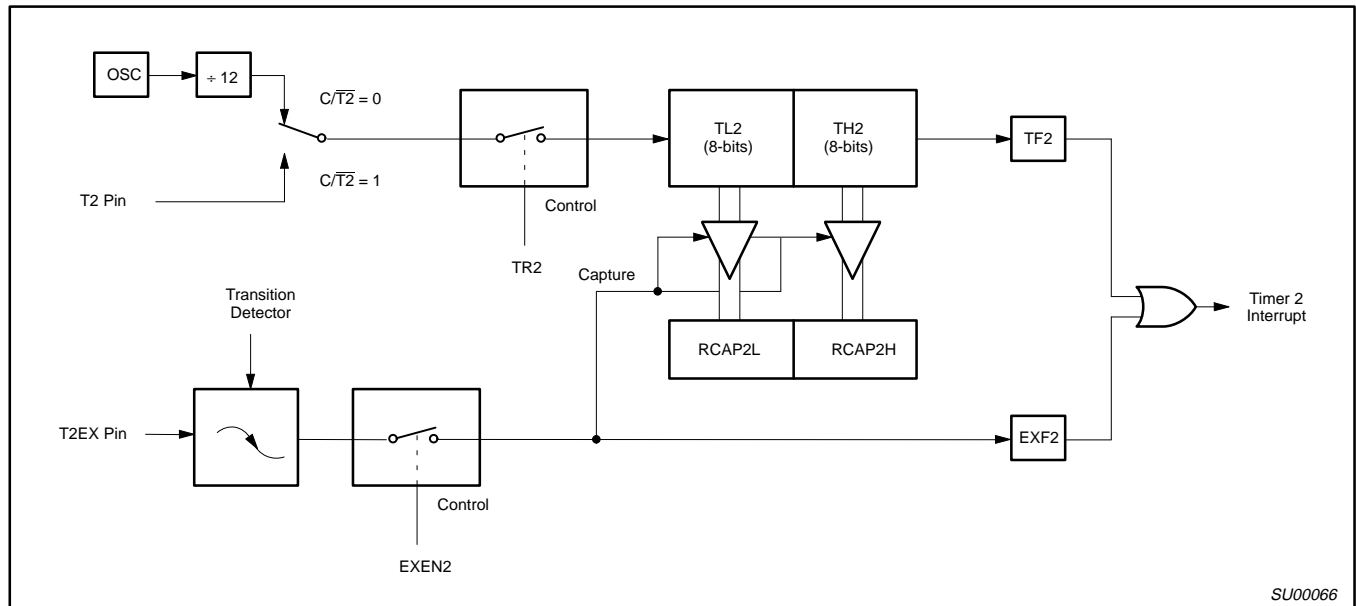 OSC
÷ 12
C/T2 = 0
C/T2 = 1
T2 Pin
Control
TR2
TL2
(8-bits)
TH2
(8-bits)
TF2
Capture
RCAP2L
RCAP2H
Timer 2
Interrupt
Transition
Detector
T2EX Pin
Control
EXEN2
EXF2
SU00066